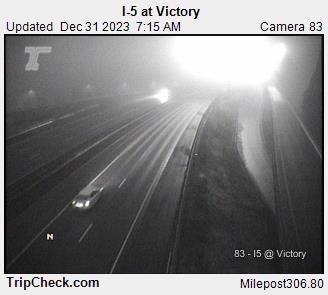 I-5 at Victory
Updated Dec 31 2023 7:15 AM Camera 83
T
N
83 - I5 @ Victory
TripCheck.com Milepost306.80